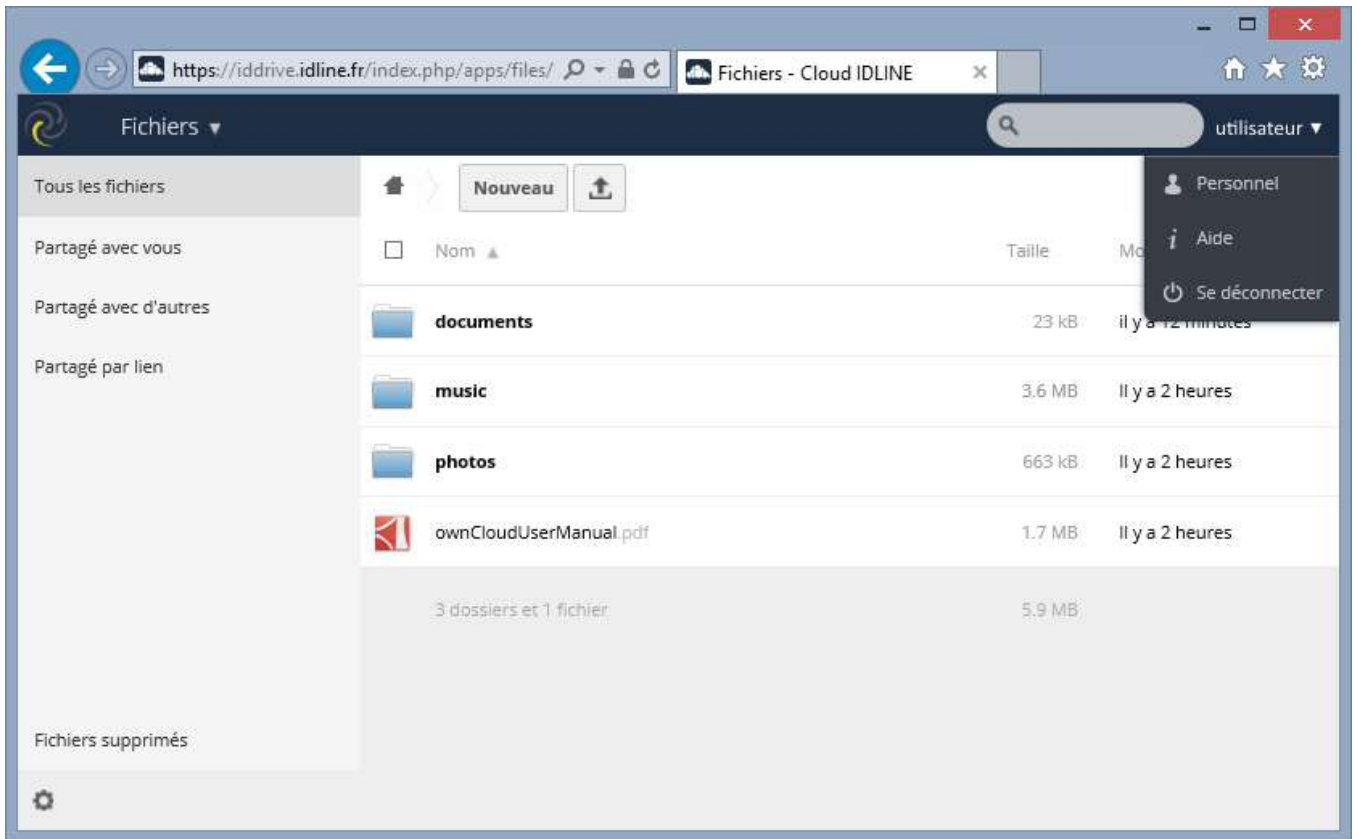 https://iddrive.idline.fr/index.php/apps/files/
Fichiers - Cloud IDLINE
Fichiers
utilisateur
Tous les fichiers
Nouveau
Personnel
Partagé avec vous
Nom
Taille
Aide
Partagé avec d'autres
Se déconnecter
documents
23 kB
il y a 12 minutes
Partagé par lien
music
3.6 MB
Il y a 2 heures
photos
663 kB
Il y a 2 heures
ownCloudUserManual.pdf
1.7 MB
Il y a 2 heures
3 dossiers et 1 fichier
5.9 MB
Fichiers supprimés